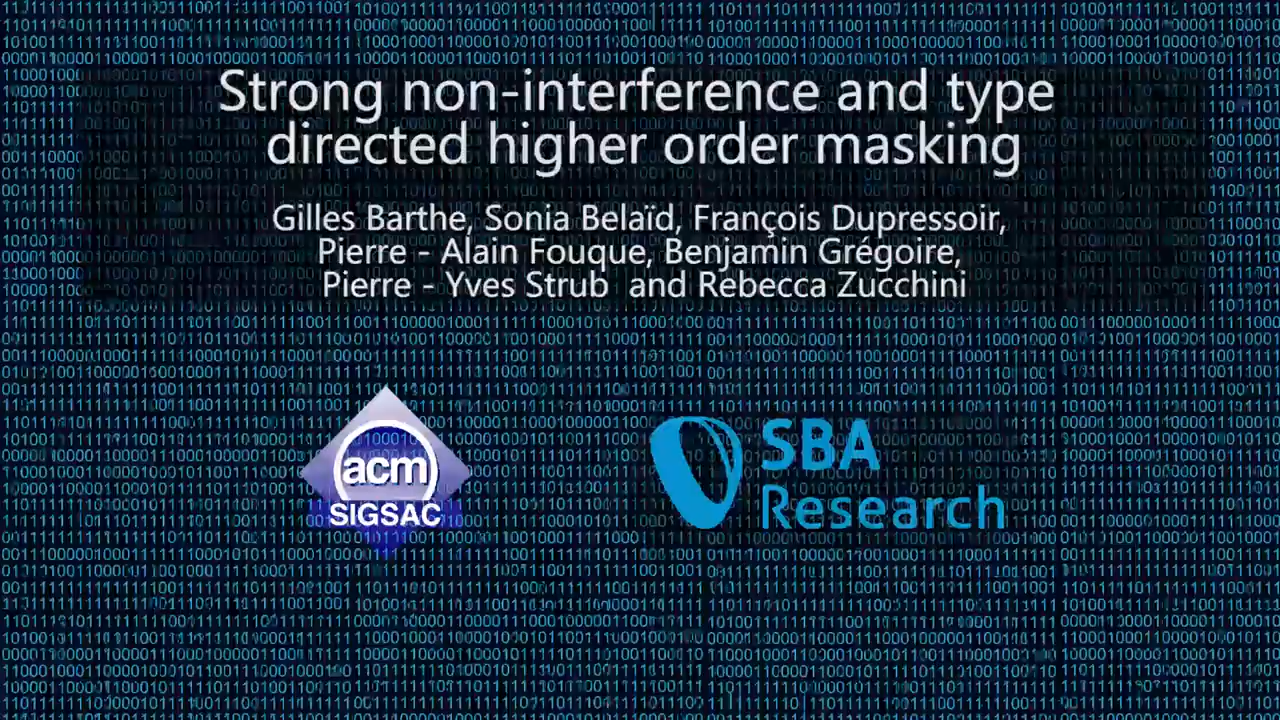 Strong non-interference and type
directed higher order masking
Gilles Barthe, Sonia Belaïd, François Dupressoir,
Pierre - Alain Fouque, Benjamin Grégoire,
Pierre - Yves Strub and Rebecca Zucchini
acm
SIGSAC
SBA
Research